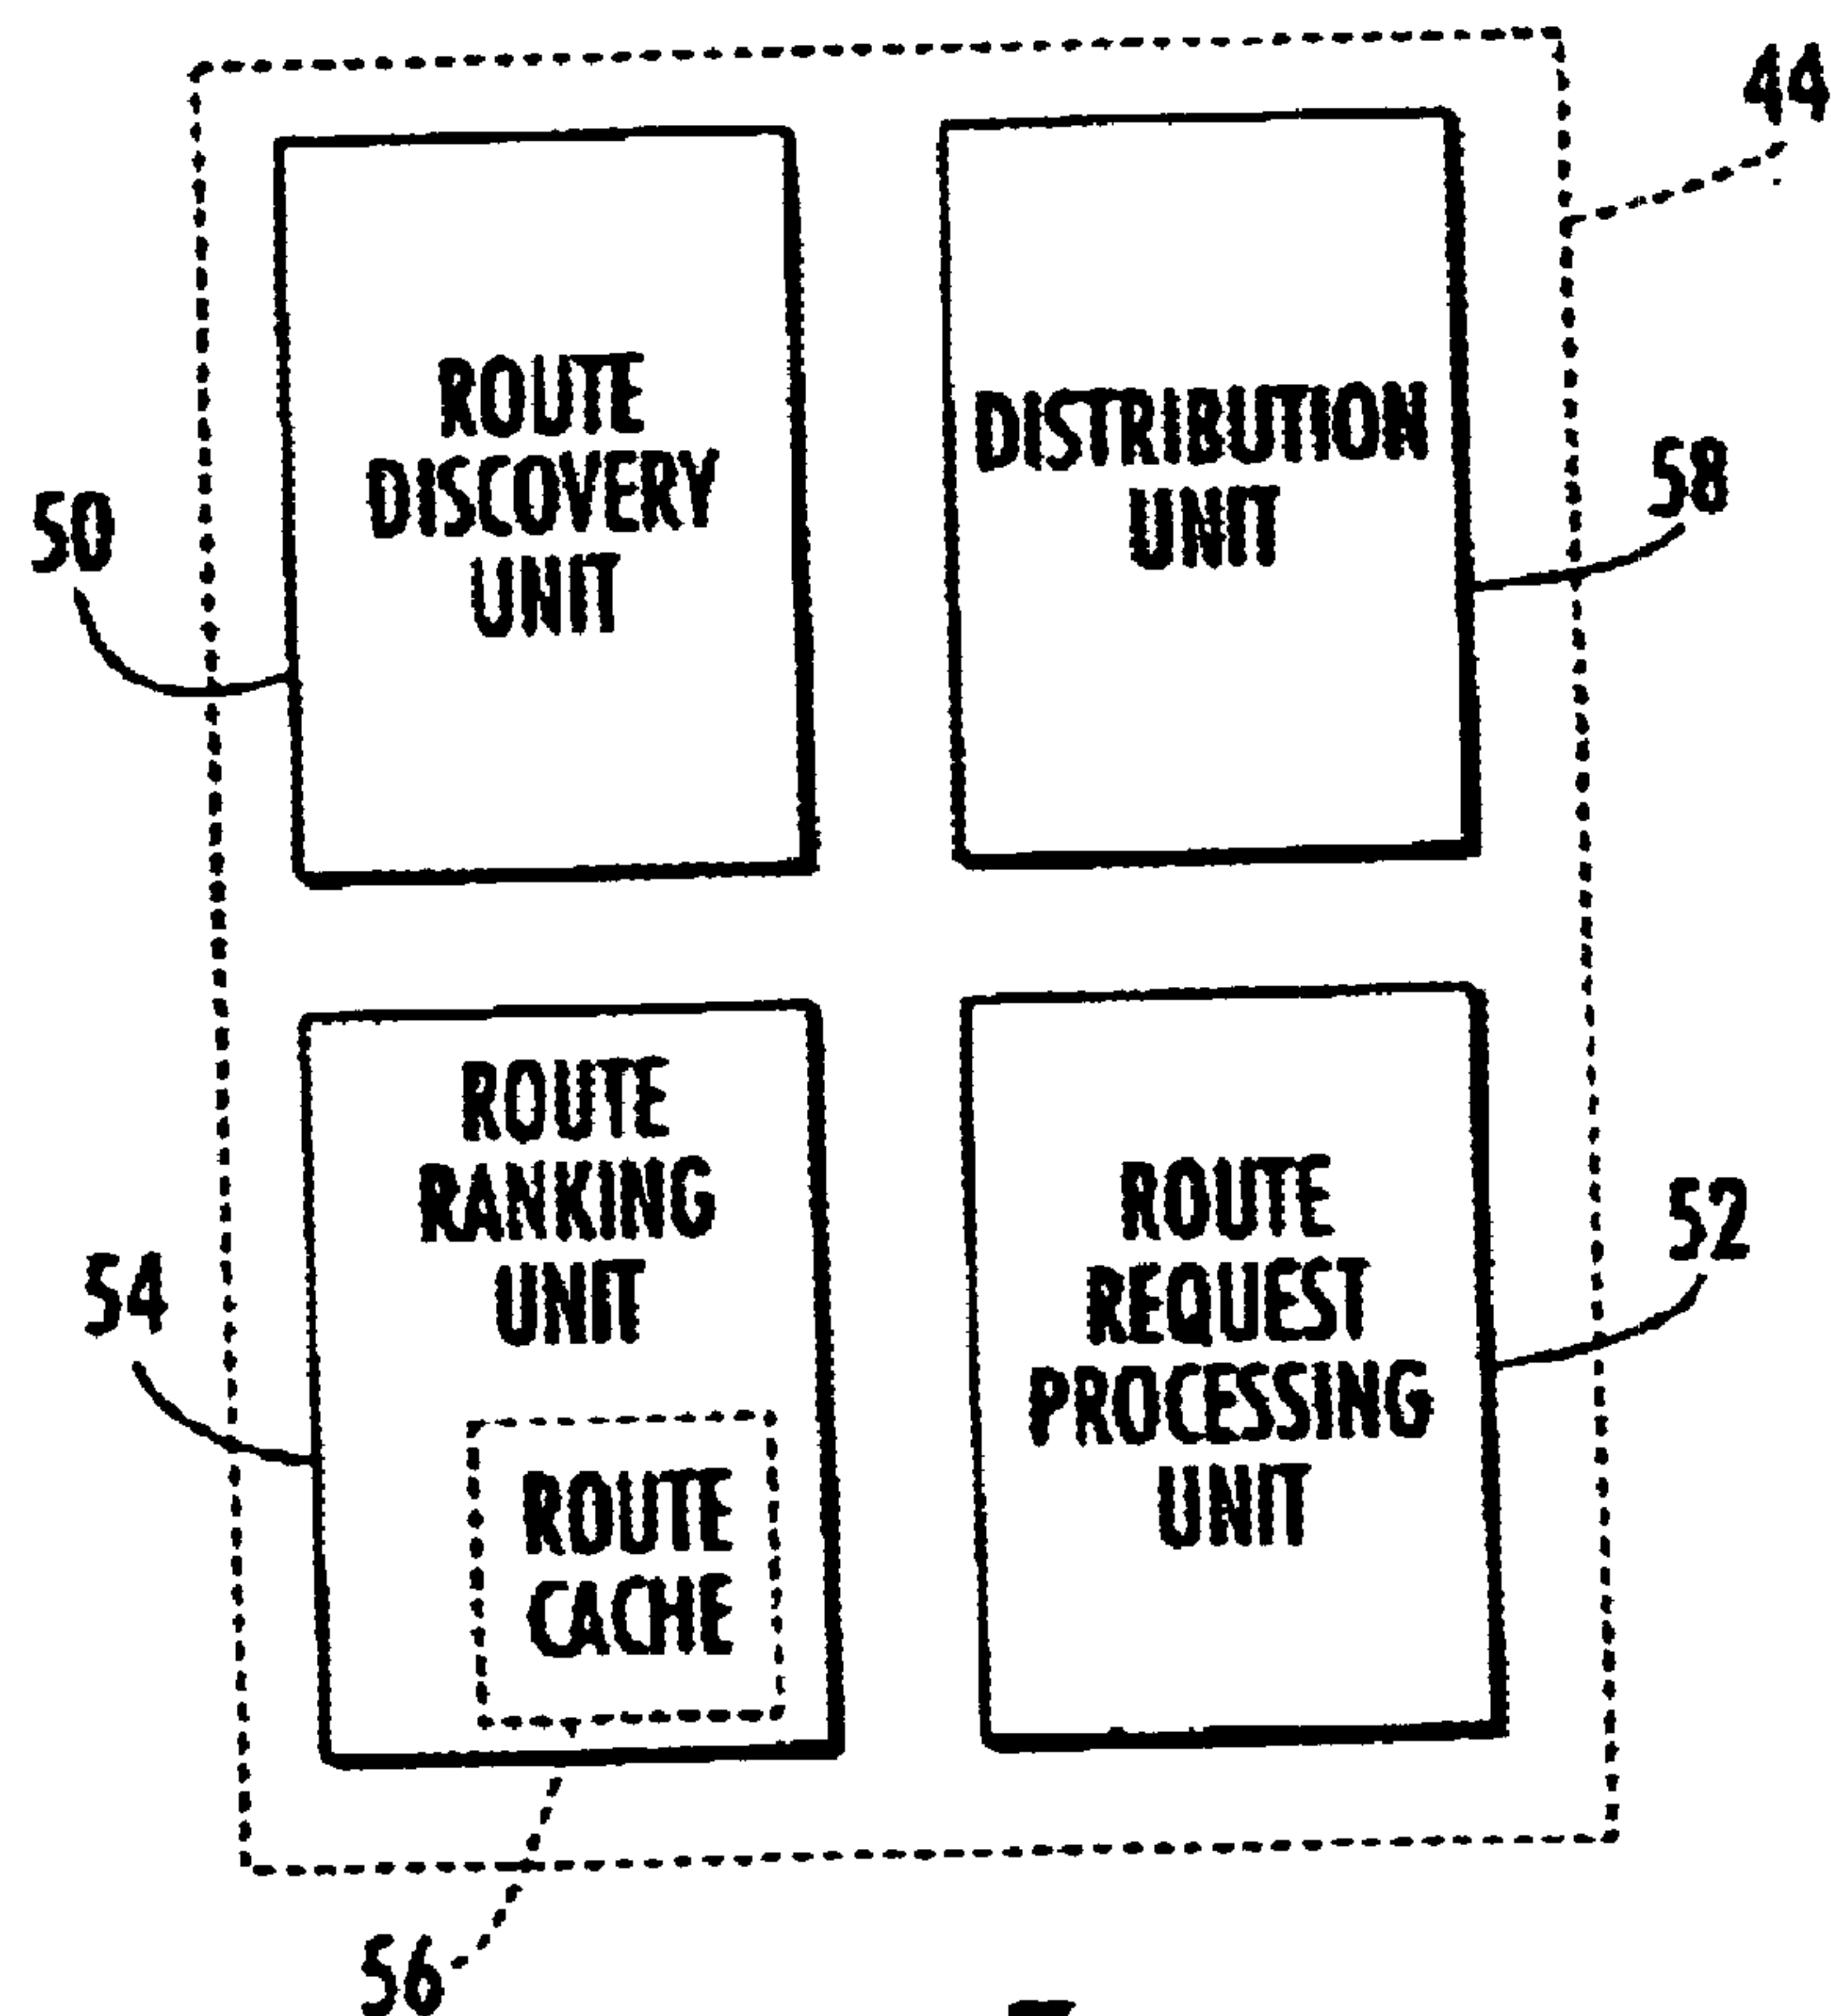 44
ROUTE
DISCOVERY
UNIT
50
DISTRIBUTION
UNIT
58
ROUTE
RANKING
UNIT
54
ROUTE
CACHE
56
ROUTE
REQUEST
PROCESSING
UNIT
52